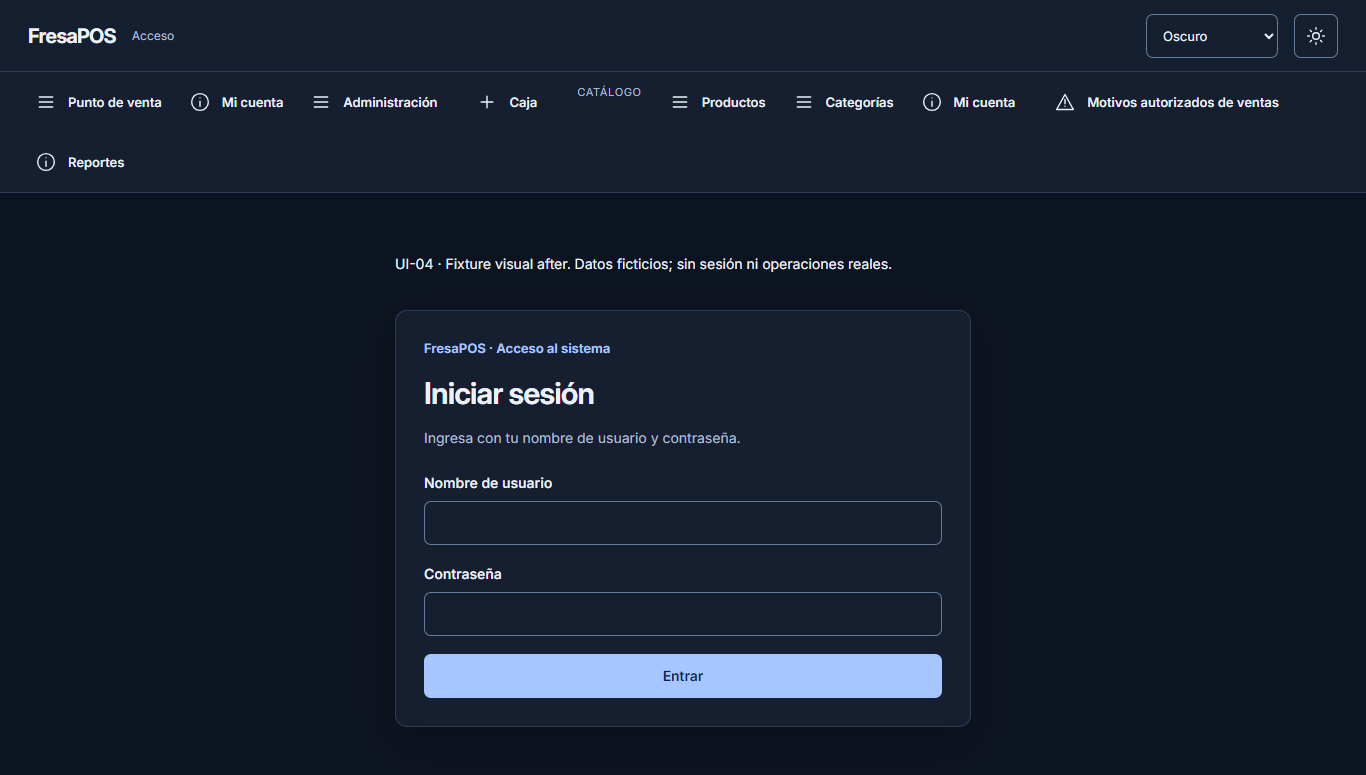 FresaPOS Acceso Oscuro
Punto de venta Mi cuenta Administración Caja CATÁLOGO Productos Categorías Mi cuenta Motivos autorizados de ventas
Reportes
UI-04 · Fixture visual after. Datos ficticios; sin sesión ni operaciones reales.
FresaPOS · Acceso al sistema
Iniciar sesión
Ingresa con tu nombre de usuario y contraseña.
Nombre de usuario
Contraseña
Entrar